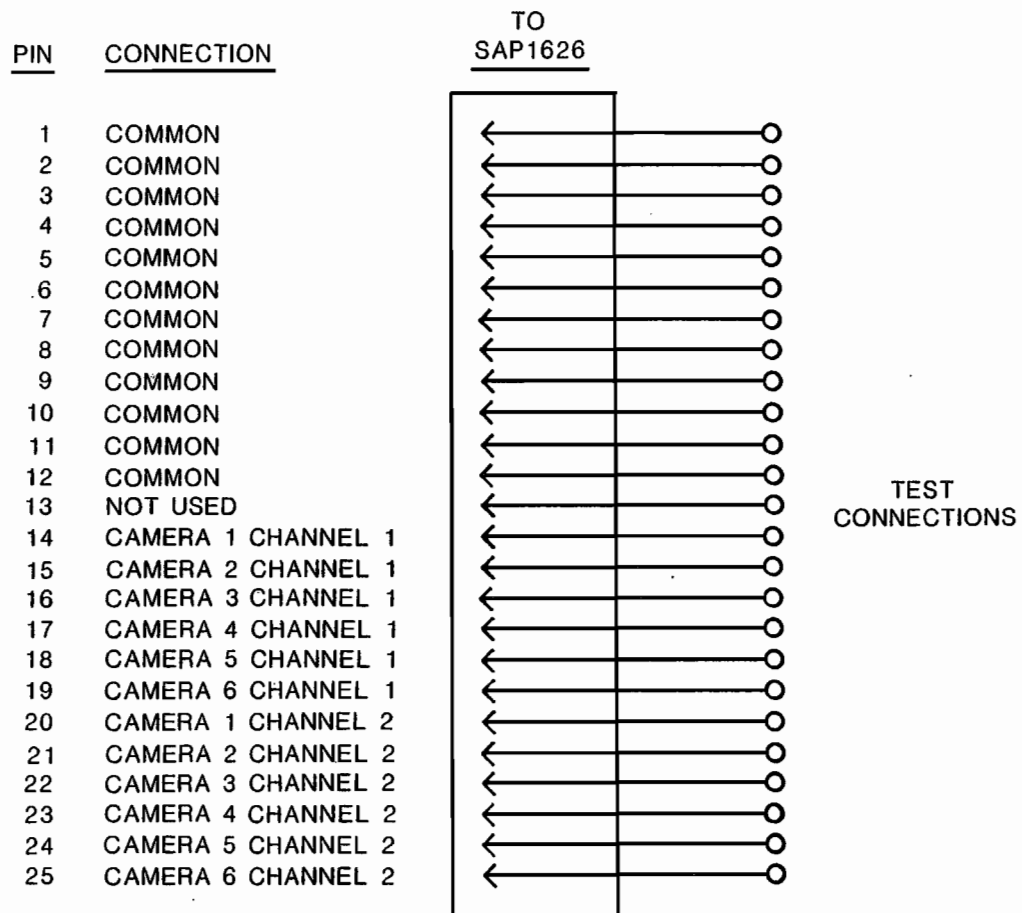 TO
PIN CONNECTION SAP1626
1 COMMON
2 COMMON
3 COMMON
4 COMMON
5 COMMON
6 COMMON
7 COMMON
8 COMMON
9 COMMON
10 COMMON
11 COMMON
12 COMMON
13 NOT USED
14 CAMERA 1 CHANNEL 1
15 CAMERA 2 CHANNEL 1
16 CAMERA 3 CHANNEL 1
17 CAMERA 4 CHANNEL 1
18 CAMERA 5 CHANNEL 1
19 CAMERA 6 CHANNEL 1
20 CAMERA 1 CHANNEL 2
21 CAMERA 2 CHANNEL 2
22 CAMERA 3 CHANNEL 2
23 CAMERA 4 CHANNEL 2
24 CAMERA 5 CHANNEL 2
25 CAMERA 6 CHANNEL 2
TEST
CONNECTIONS